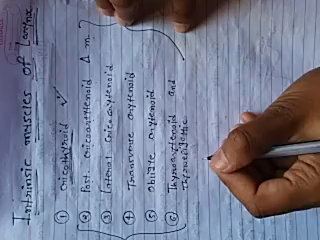 Intrinsic muscles of Larynx
① Cricothyroid ✓
② Post. cricoarytenoid
③ Lateral Cricoarytenoid
④ Transverse arytenoid
⑤ Oblique arytenoid
⑥ Thyroarytenoid and